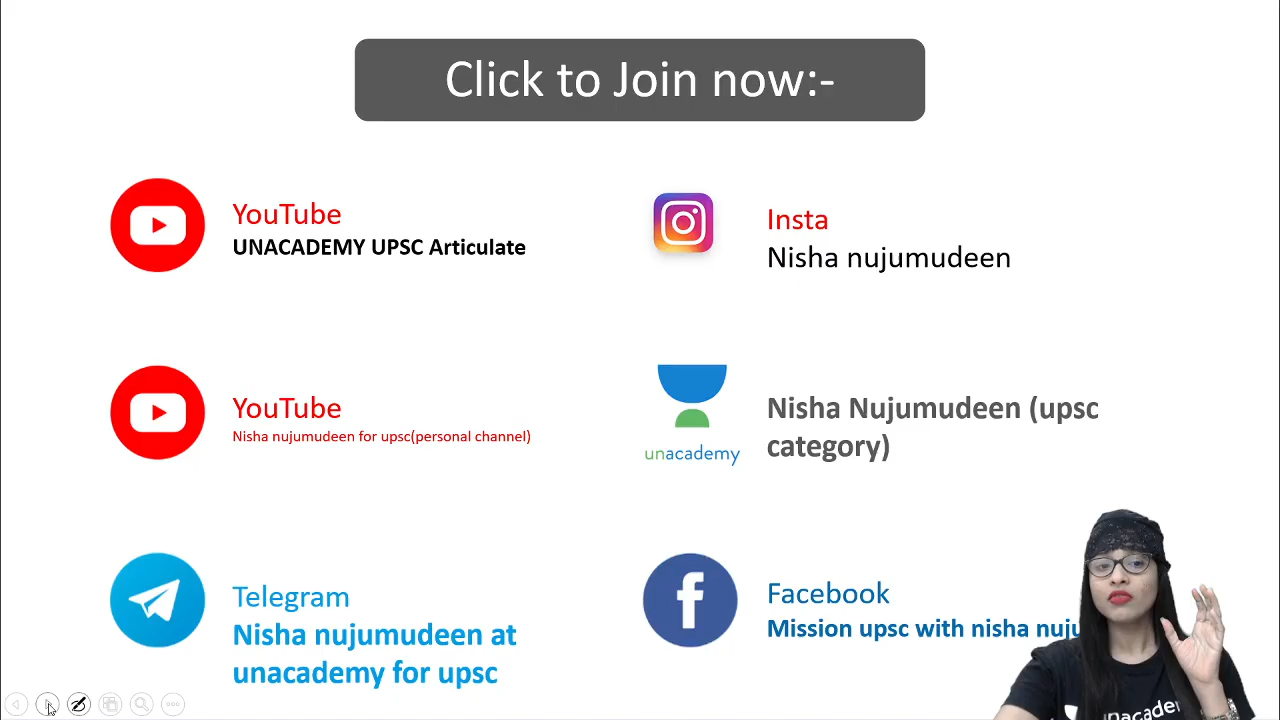 Click to Join now:-
YouTube
UNACADEMY UPSC Articulate
Insta
Nisha nujumudeen
YouTube
Nisha nujumudeen for upsc(personal channel)
unacademy
Nisha Nujumudeen (upsc
category)
Telegram
Nisha nujumudeen at
unacademy for upsc
Facebook
Mission upsc with nisha